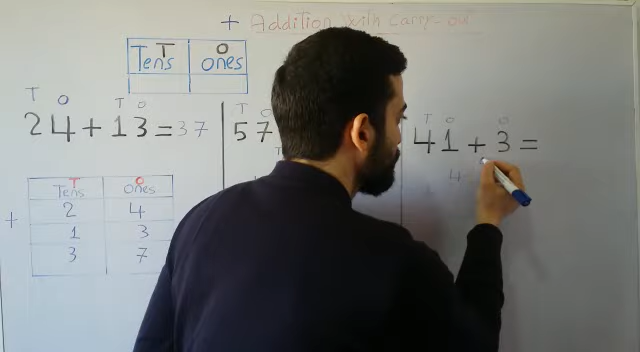 + Addition with Carry-out
T O
Tens ones
T O T O
24+13=37
T O
57
T O O
41+3=
4
T O
Tens Ones
+
2 4
1 3
3 7